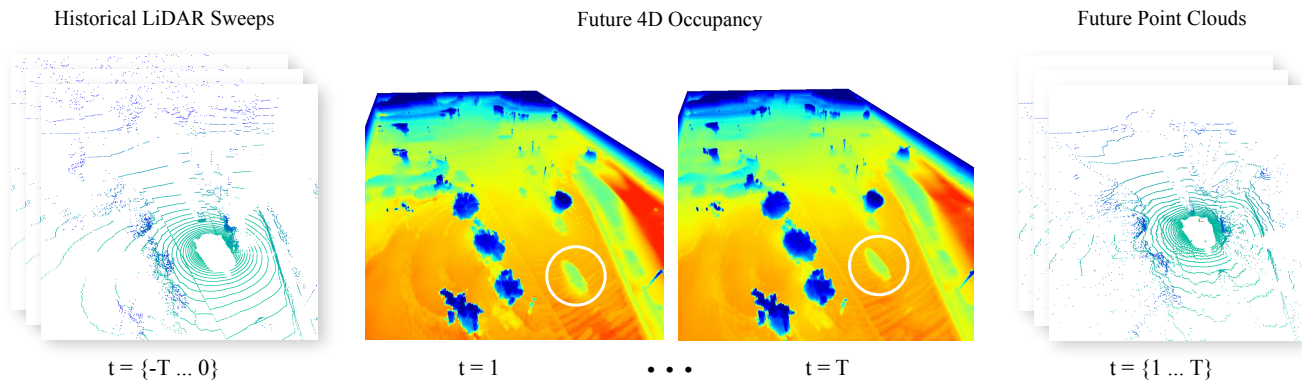 Historical LiDAR Sweeps
Future 4D Occupancy
Future Point Clouds
t = {-T ... 0}
t = 1
• • •
t = T
t = {1 ... T}